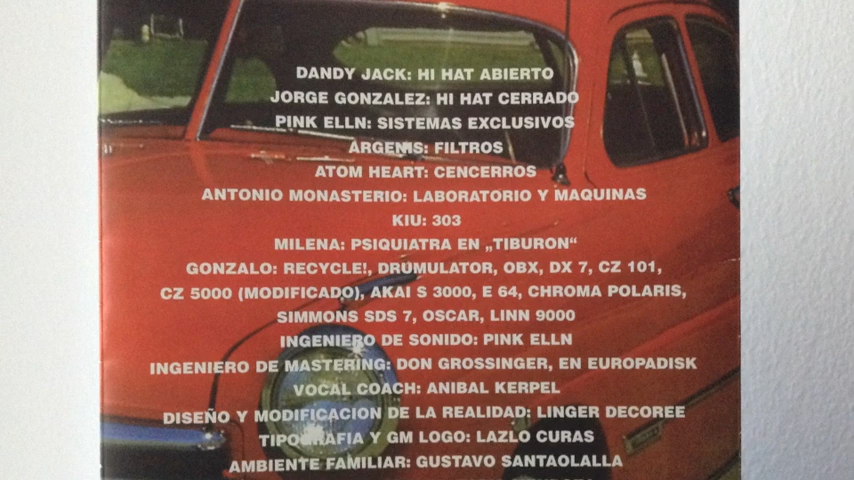 DANDY JACK: HI HAT ABIERTO
JORGE GONZALEZ: HI HAT CERRADO
PINK ELLN: SISTEMAS EXCLUSIVOS
ARGENIS: FILTROS
ATOM HEART: CENCERROS
ANTONIO MONASTERIO: LABORATORIO Y MAQUINAS
KIU: 303
MILENA: PSIQUIATRA EN „TIBURON“
GONZALO: RECYCLE!, DRUMULATOR, OBX, DX 7, CZ 101,
CZ 5000 (MODIFICADO), AKAI S 3000, E 64, CHROMA POLARIS,
SIMMONS SDS 7, OSCAR, LINN 9000
INGENIERO DE SONIDO: PINK ELLN
INGENIERO DE MASTERING: DON GROSSINGER, EN EUROPADISK
VOCAL COACH: ANIBAL KERPEL
DISEÑO Y MODIFICACION DE LA REALIDAD: LINGER DECOREE
TIPOGRAFIA Y GM LOGO: LAZLO CURAS
AMBIENTE FAMILIAR: GUSTAVO SANTAOLALLA